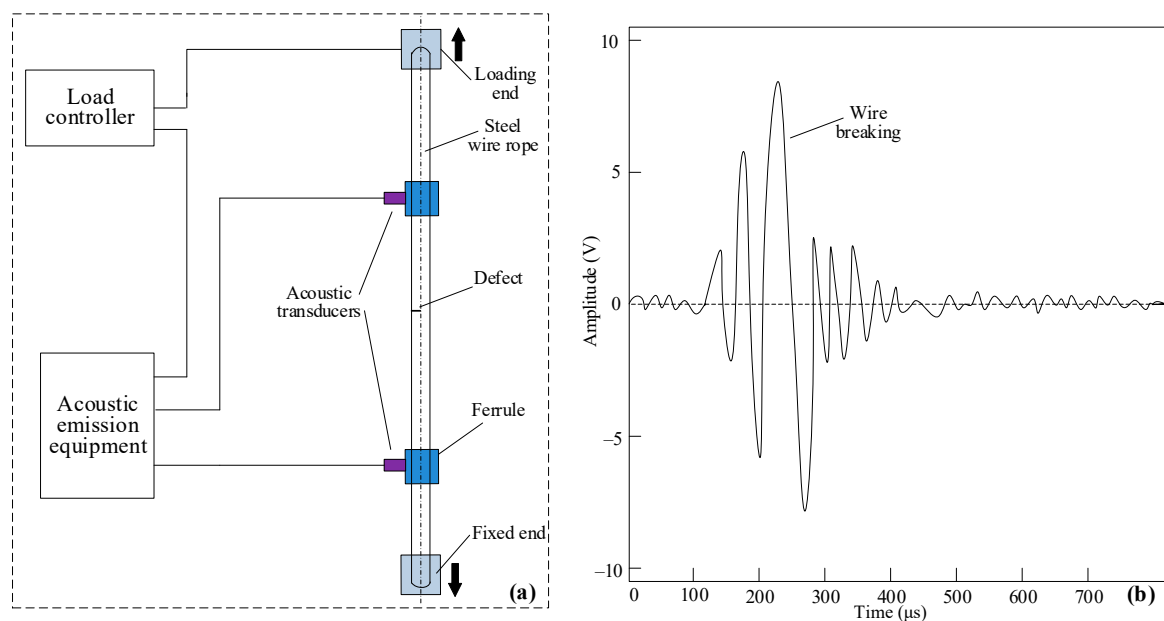 Load
controller
Acoustic
emission
equipment
Loading
end
Steel
wire rope
Acoustic
transducers
Defect
Ferrule
Fixed end
(a)
Amplitude (V)
10
5
0
–5
–10
Wire
breaking
0 100 200 300 400 500 600 700
Time (μs)
(b)